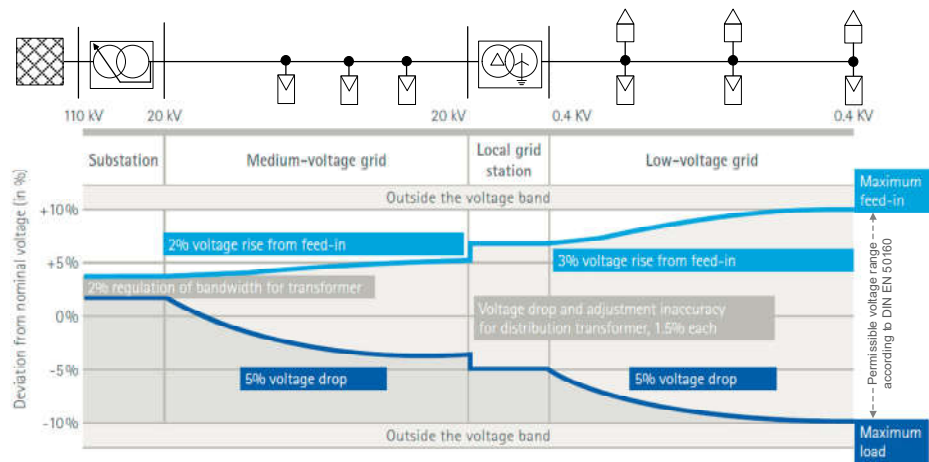 110 kV
20 kV
20 kV
0.4 KV
0.4 KV
Substation
Medium-voltage grid
Local grid
station
Low-voltage grid
Deviation from nominal voltage (in %)
Outside the voltage band
Maximum
feed-in
+10%
2% voltage rise from feed-in
3% voltage rise from feed-in
+5%
2% regulation of bandwidth for transformer
Voltage drop and adjustment inaccuracy
for distribution transformer, 1.5% each
0%
Permissible voltage range
according to DIN EN 50160
5% voltage drop
5% voltage drop
-5%
-10%
Outside the voltage band
Maximum
load